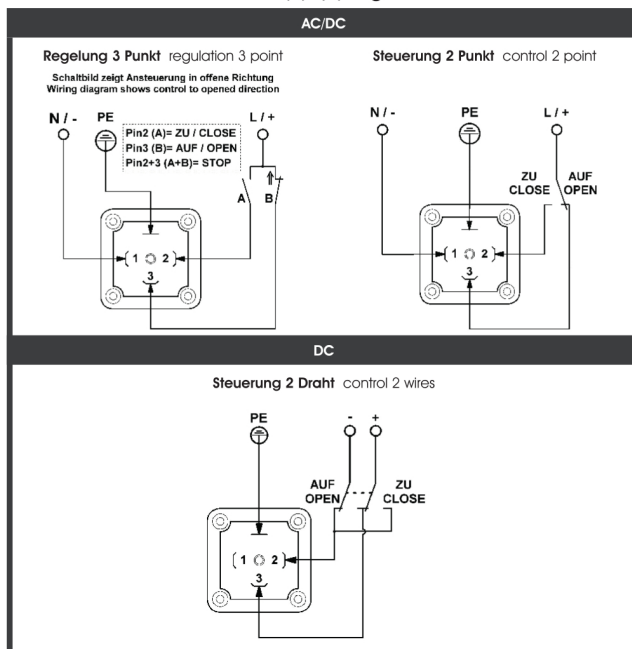 AC/DC
Regelung 3 Punkt regulation 3 point
Schaltbild zeigt Ansteuerung in offene Richtung
Wiring diagram shows control to opened direction
N / -
PE
L / +
Pin2 (A)= ZU / CLOSE
Pin3 (B)= AUF / OPEN
Pin2+3 (A+B)= STOP
A
B
1
2
3
Steuerung 2 Punkt control 2 point
N / -
PE
L / +
ZU
CLOSE
AUF
OPEN
1
2
3
DC
Steuerung 2 Draht control 2 wires
PE
-
+
AUF
OPEN
ZU
CLOSE
1
2
3